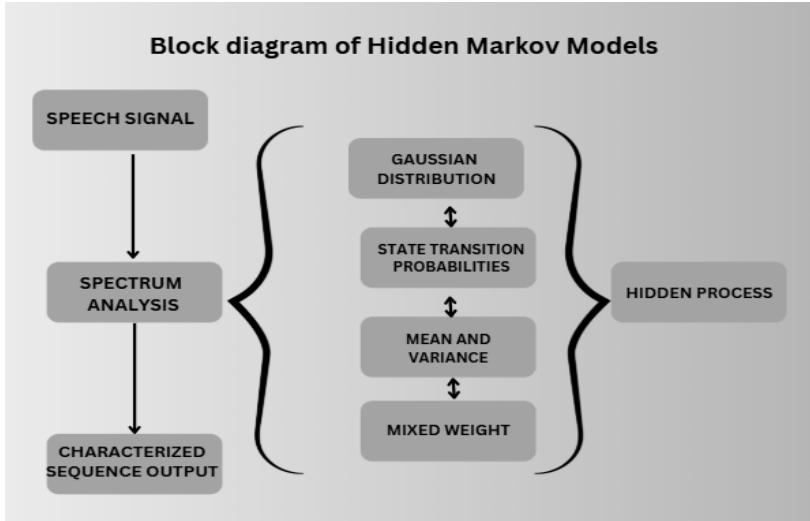 Block diagram of Hidden Markov Models
SPEECH SIGNAL
SPECTRUM
ANALYSIS
CHARACTERIZED
SEQUENCE OUTPUT
GAUSSIAN
DISTRIBUTION
STATE TRANSITION
PROBABILITIES
MEAN AND
VARIANCE
MIXED WEIGHT
HIDDEN PROCESS